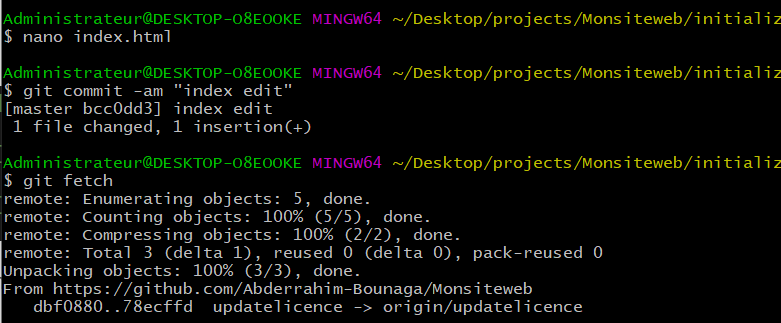 Administrateur@DESKTOP-O8EOOKE MINGW64 ~/Desktop/projects/Monsiteweb/initializ
$ nano index.html
Administrateur@DESKTOP-O8EOOKE MINGW64 ~/Desktop/projects/Monsiteweb/initializ
$ git commit -am "index edit"
[master bcc0dd3] index edit
 1 file changed, 1 insertion(+)
Administrateur@DESKTOP-O8EOOKE MINGW64 ~/Desktop/projects/Monsiteweb/initializ
$ git fetch
remote: Enumerating objects: 5, done.
remote: Counting objects: 100% (5/5), done.
remote: Compressing objects: 100% (2/2), done.
remote: Total 3 (delta 1), reused 0 (delta 0), pack-reused 0
Unpacking objects: 100% (3/3), done.
From https://github.com/Abderrahim-Bounaga/Monsiteweb
   dbf0880..78ecffd  updatelicence -> origin/updatelicence